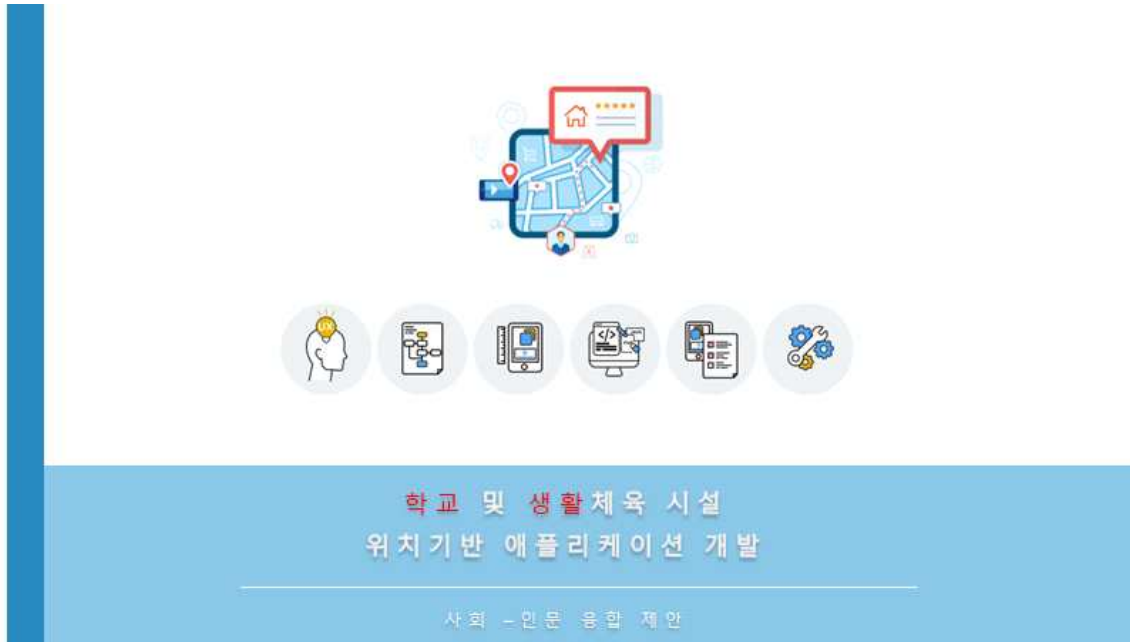 UX
</>
학교 및 생활체육 시설
위치기반 애플리케이션 개발
사회 –인문 융합 제안